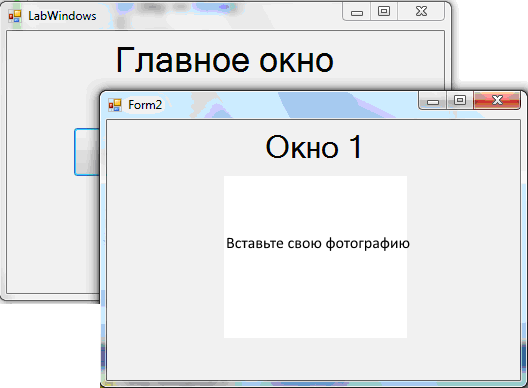 LabWindows
Главное окно
Form2
Окно 1
Вставьте свою фотографию